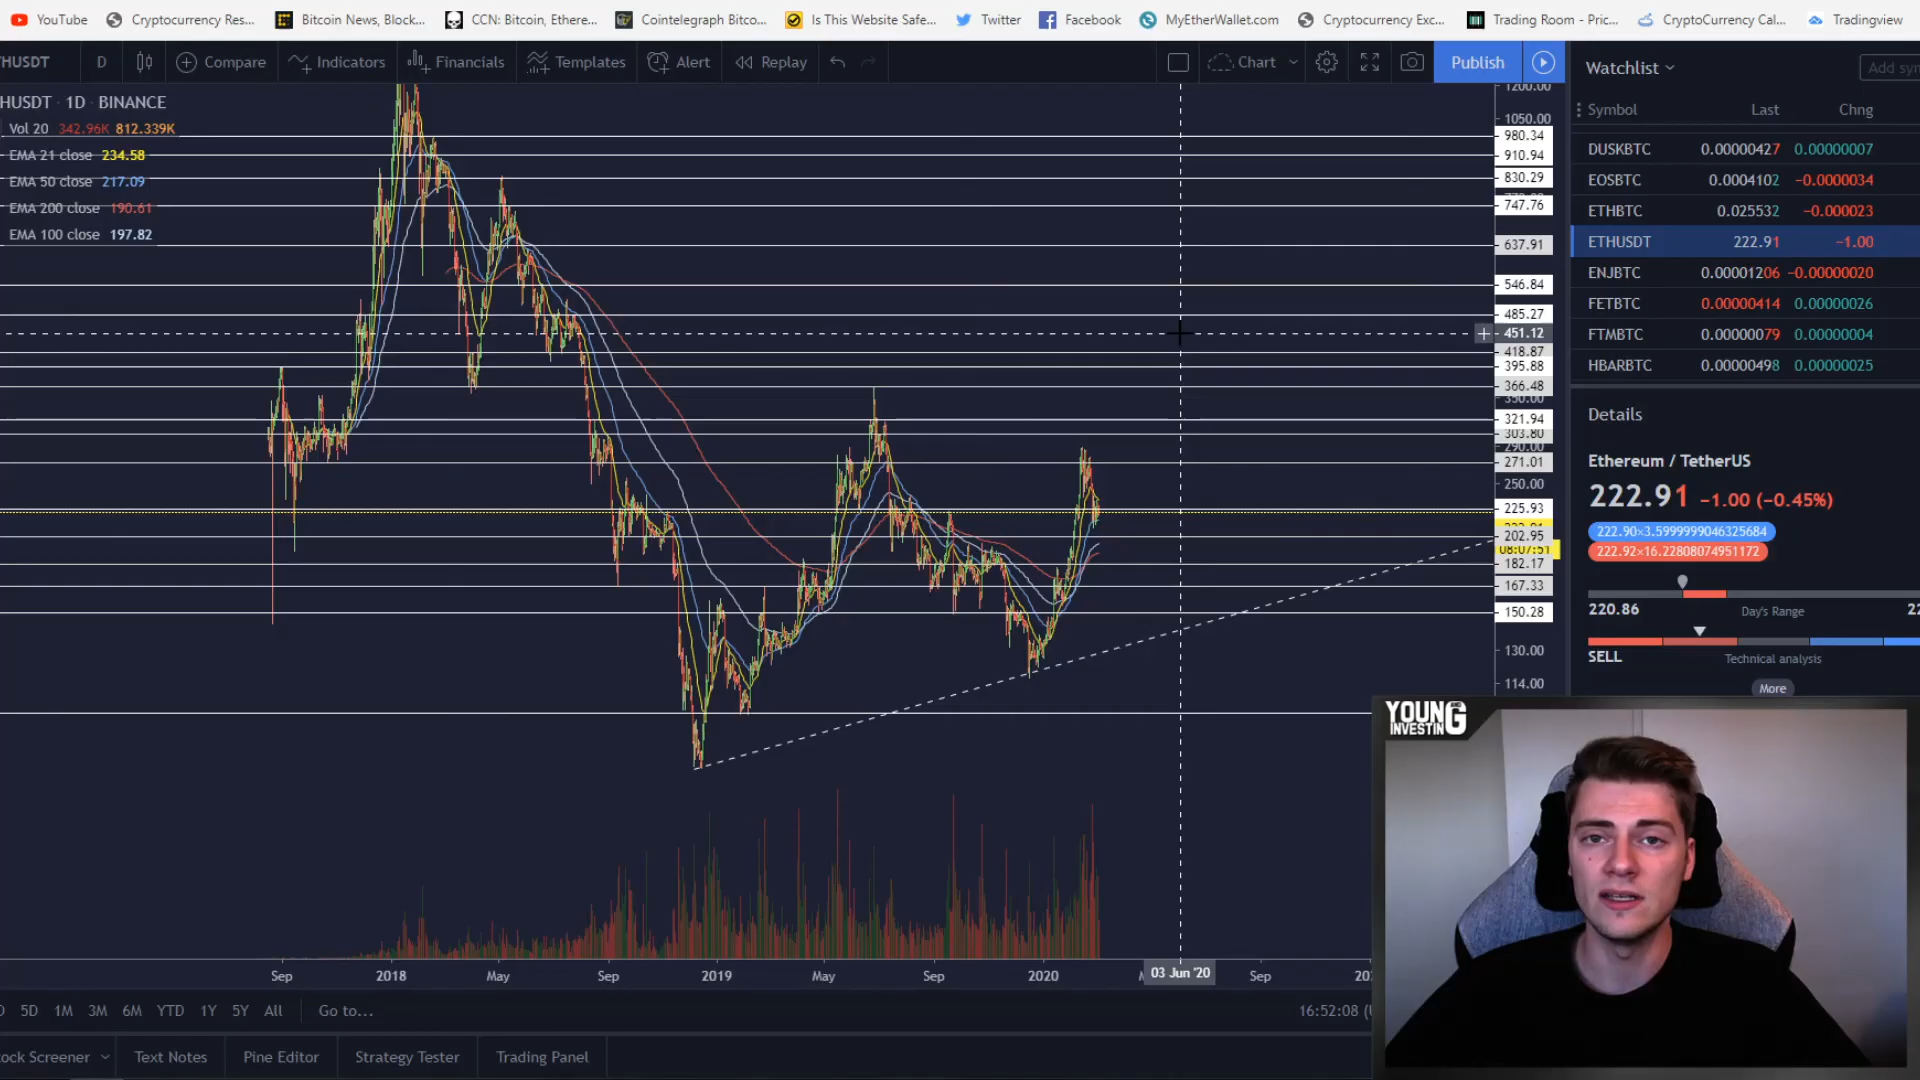 YouTube Cryptocurrency Res... Bitcoin News, Block... CCN: Bitcoin, Ethere... Cointelegraph Bitco... Is This Website Safe... Twitter Facebook MyEtherWallet.com Cryptocurrency Exc... Trading Room - Pric... CryptoCurrency Cal... Tradingview
HUSDT D Compare Indicators Financials Templates Alert Replay Chart Publish
Watchlist Add sym
HUSDT · 1D · BINANCE
Vol 20 342.96K 812.339K
EMA 21 close 234.58
EMA 50 close 217.09
EMA 200 close 190.61
EMA 100 close 197.82
1200.00
1050.00
980.34
910.94
830.29
747.76
637.91
546.84
485.27
451.12
418.87
395.88
366.48
350.00
321.94
303.80
290.00
271.01
250.00
225.93
202.95
08:07:51
182.17
167.33
150.28
130.00
114.00
Symbol Last Chng
DUSKBTC 0.00000427 0.00000007
EOSBTC 0.0004102 −0.0000034
ETHBTC 0.025532 −0.000023
ETHUSDT 222.91 −1.00
ENJBTC 0.00001206 −0.00000020
FETBTC 0.00000414 0.00000026
FTMBTC 0.00000079 0.00000004
HBARBTC 0.00000498 0.00000025
Details
Ethereum / TetherUS
222.91 −1.00 (−0.45%)
222.90×3.5999999046325684
222.92×16.22808074951172
220.86 Day's Range 22
SELL Technical analysis
More
YOUNG
INVESTING
Sep 2018 May Sep 2019 May Sep 2020 03 Jun '20 Sep
5D 1M 3M 6M YTD 1Y 5Y All Go to... 16:52:08 (U
ock Screener Text Notes Pine Editor Strategy Tester Trading Panel